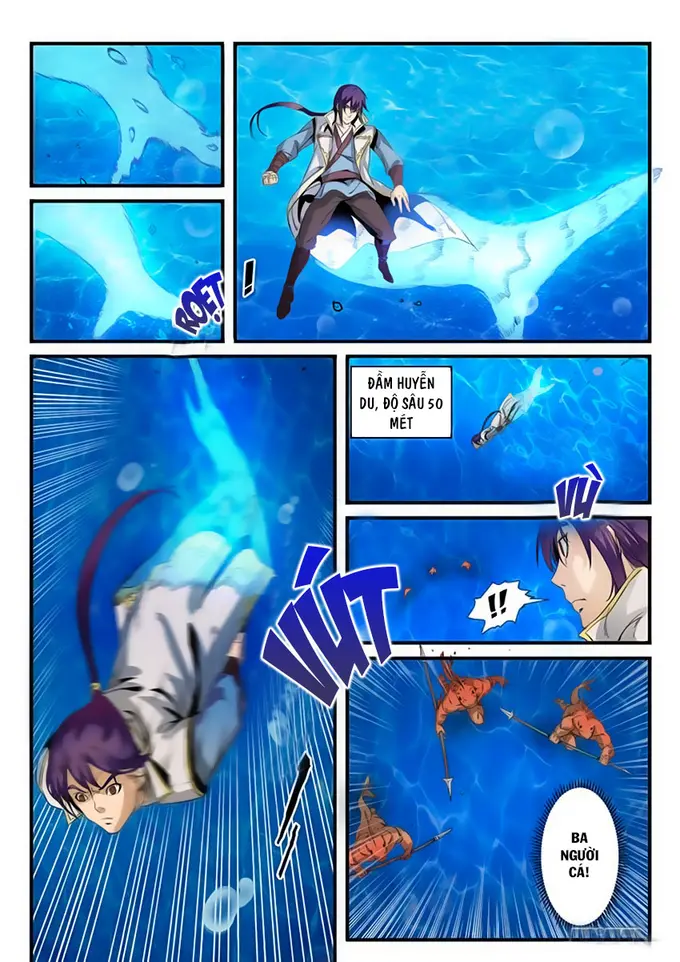 ROẸT
!
ĐẦM HUYỄN
DU, ĐỘ SÂU 50
MÉT
VÙ
!!
VÚT
BA
NGƯỜI
CÁ!